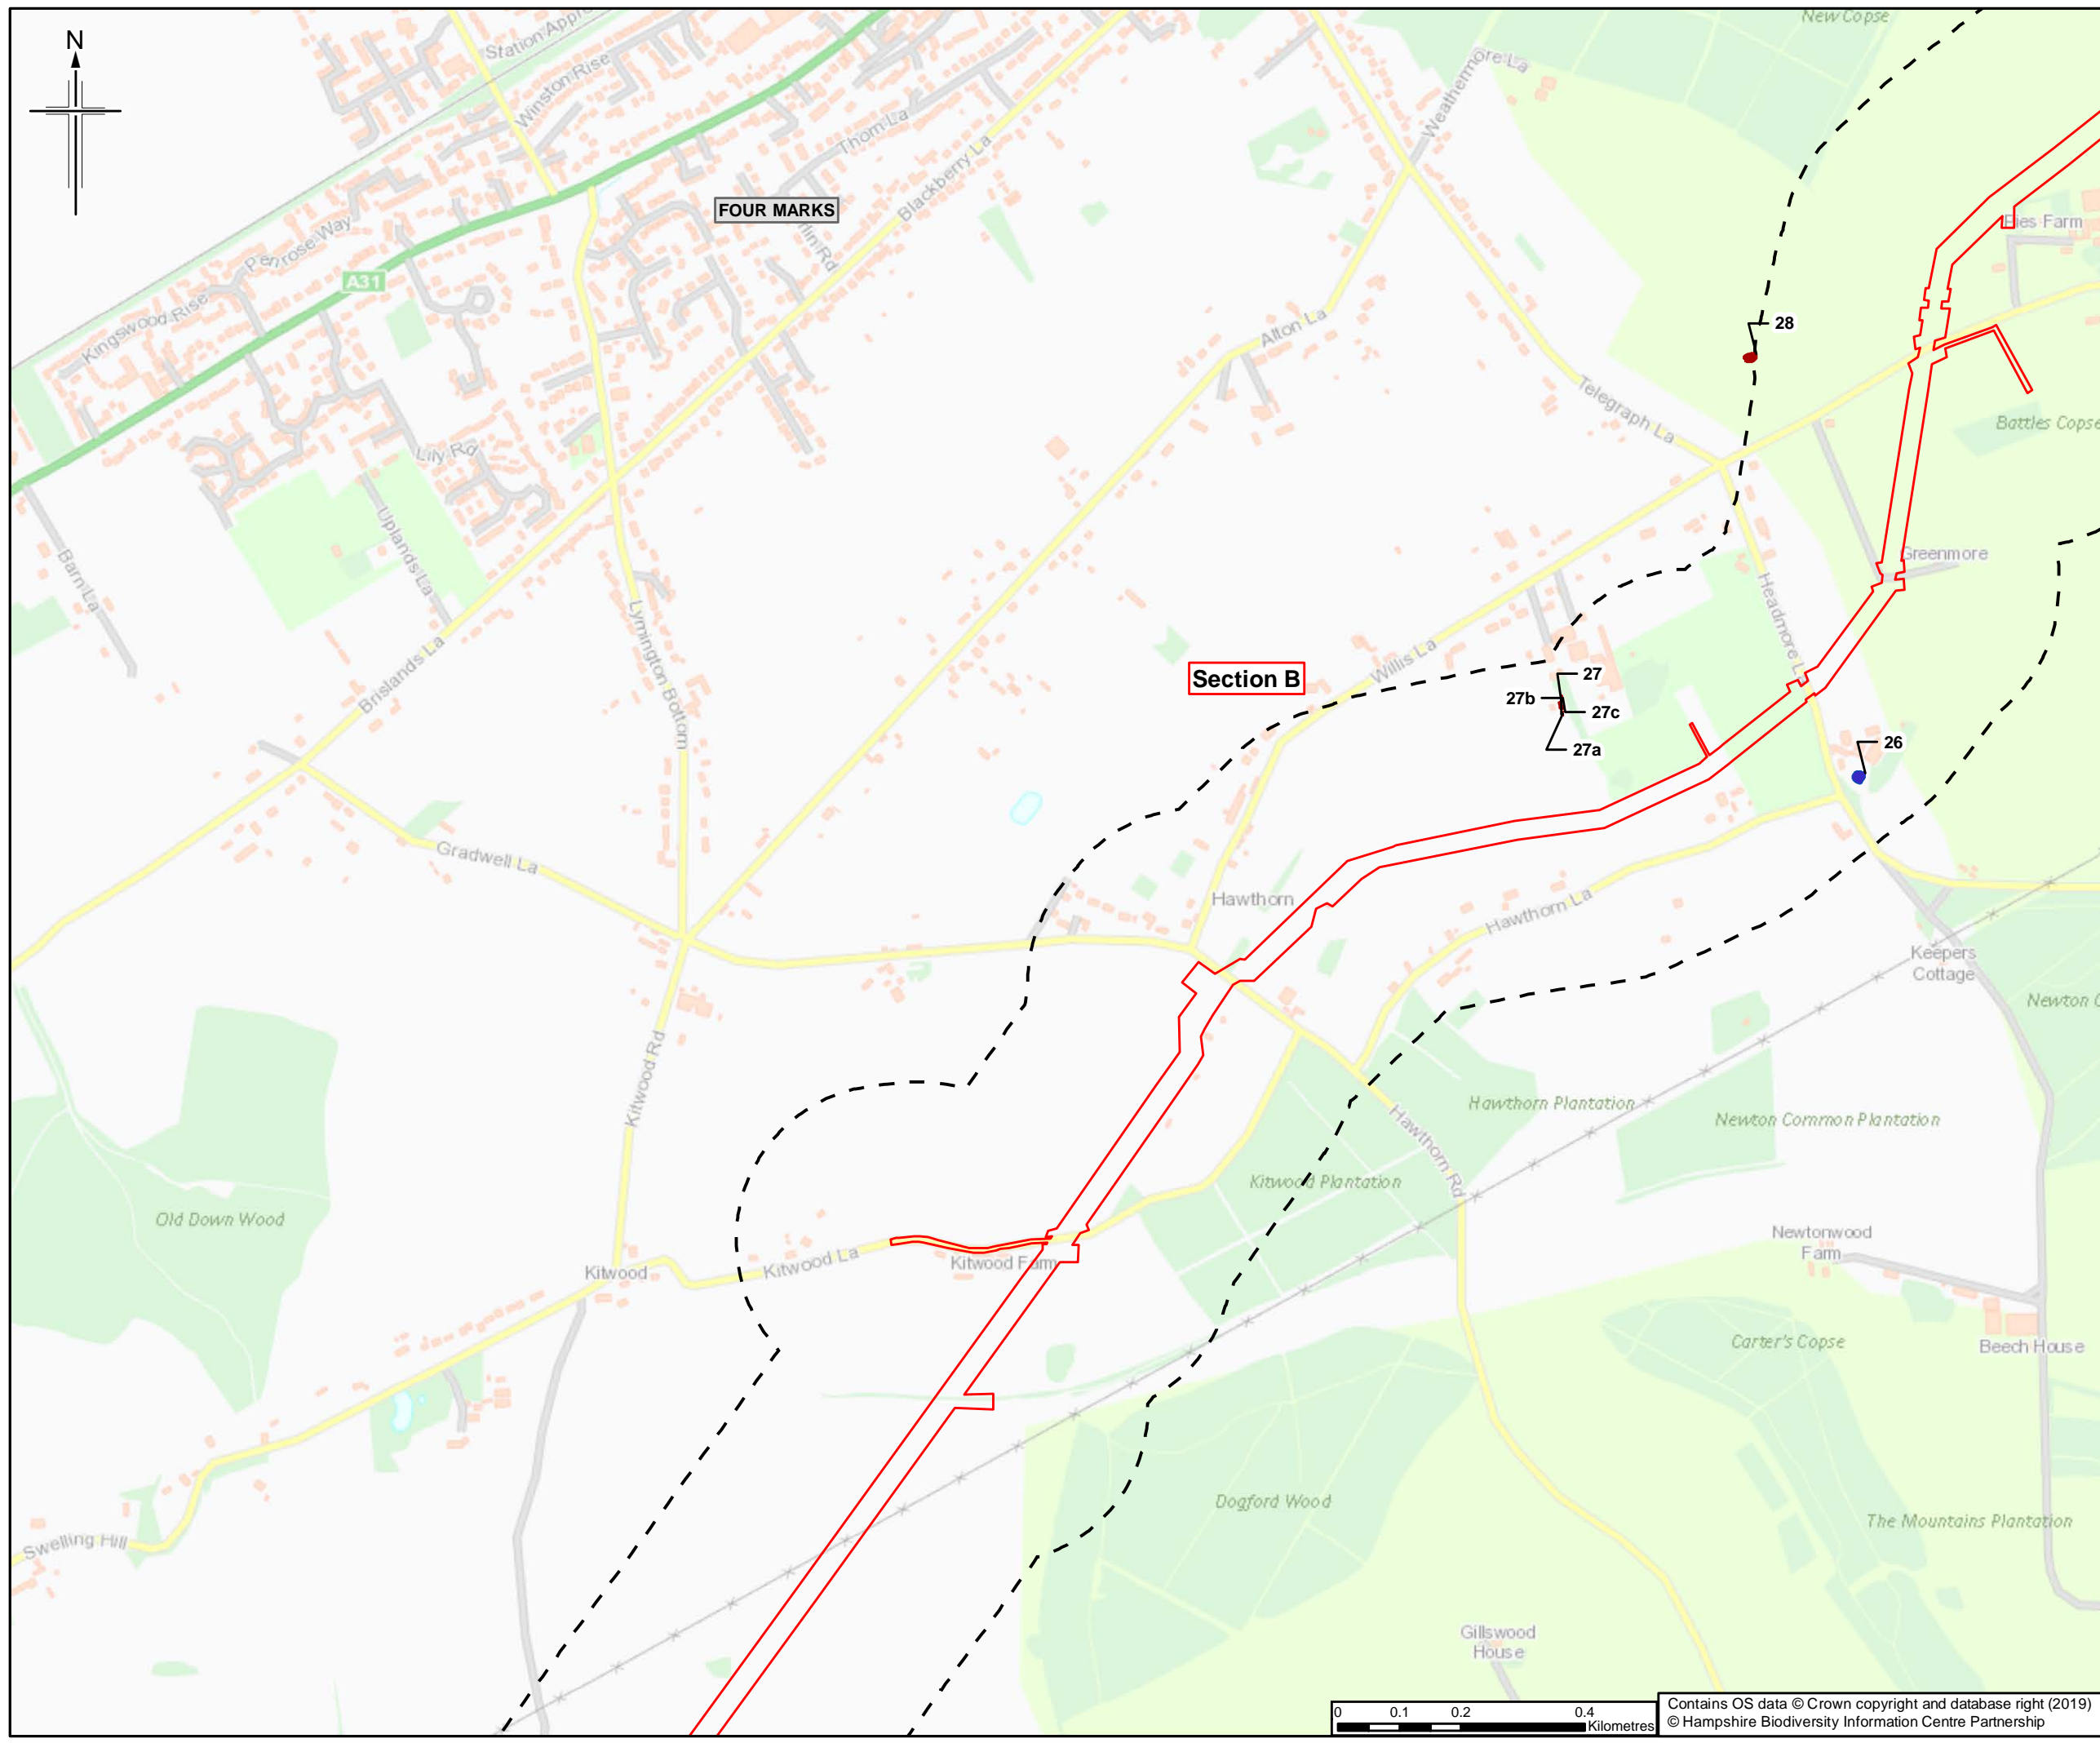 New Copse
N
Station Appro
Winston Rise
Weathermore La
Thorn La
Blackberry La
FOUR MARKS
Penrose Way
A31
Kingswood Rise
Alton La
28
Telegraph La
Battles Copse
Lily Rd
Uplands La
Barn La
Greenmore
Headmore L
Lymington Bottom
Brislands La
Willis La
Section B
27
27b
27c
27a
26
Gradwell La
Hawthorn
Hawthorn La
Keepers
Cottage
Kitwood Rd
Hawthorn Plantation
Newton Common Plantation
Hawthorn Rd
Kitwood Plantation
Old Down Wood
Newtonwood
Farm
Kitwood La
Kitwood Farm
Kitwood
Carter's Copse
Beech House
Dogford Wood
The Mountains Plantation
Swelling Hill
Gillswood
House
0 0.1 0.2 0.4
Kilometres
Contains OS data © Crown copyright and database right (2019)
© Hampshire Biodiversity Information Centre Partnership